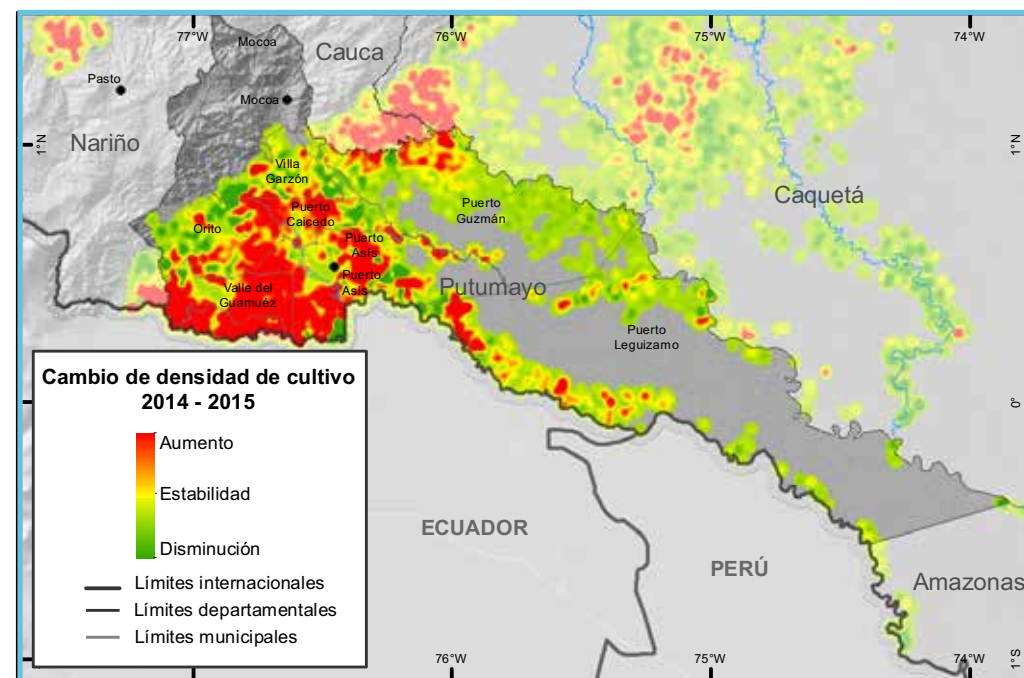 77°W
76°W
75°W
74°W
Mocoa
Cauca
Pasto
Mocoa
1°N
Nariño
1°N
Villa
Garzón
Puerto
Guzmán
Caquetá
Puerto
Caicedo
Orito
Puerto
Asís
Puerto
Asís
Valle del
Guamuéz
Putumayo
Puerto
Leguizamo
Cambio de densidad de cultivo
2014 - 2015
0°
Aumento
Estabilidad
Disminución
ECUADOR
PERÚ
Amazonas
Límites internacionales
Límites departamentales
Límites municipales
76°W
75°W
74°W
1°S